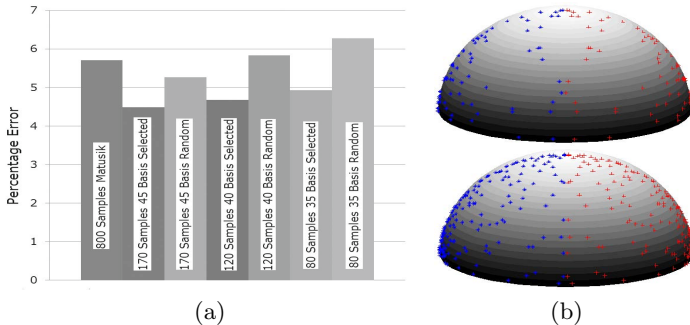 7
6
5
4
3
2
1
0
Percentage Error
800 Samples Matusik
170 Samples 45 Basis Selected
170 Samples 45 Basis Random
120 Samples 40 Basis Selected
120 Samples 40 Basis Random
80 Samples 35 Basis Selected
80 Samples 35 Basis Random
(a)
(b)